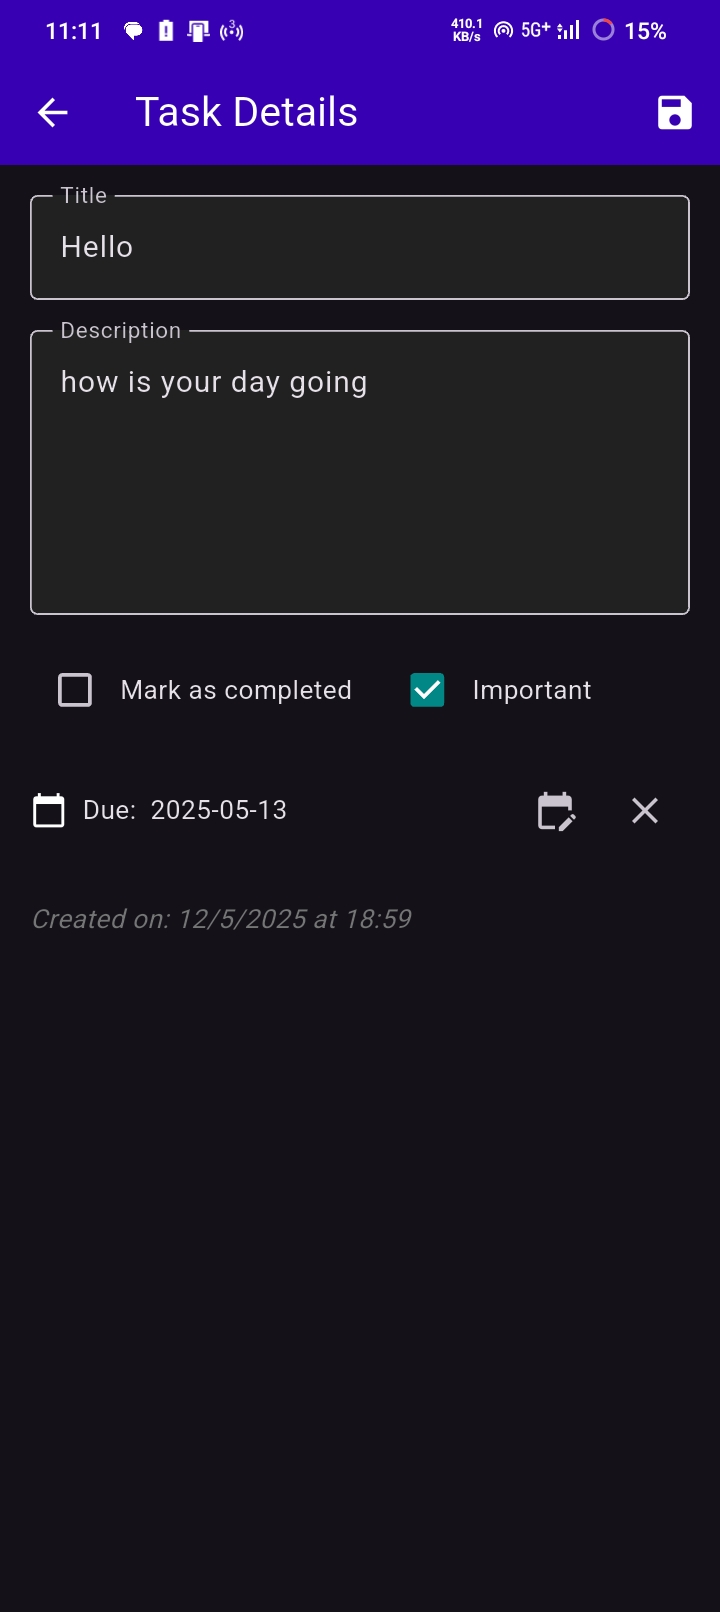 11:11 3 410.1 KB/s 5G+ 15%
Task Details
Title
Hello
Description
how is your day going
Mark as completed Important
Due: 2025-05-13
Created on: 12/5/2025 at 18:59